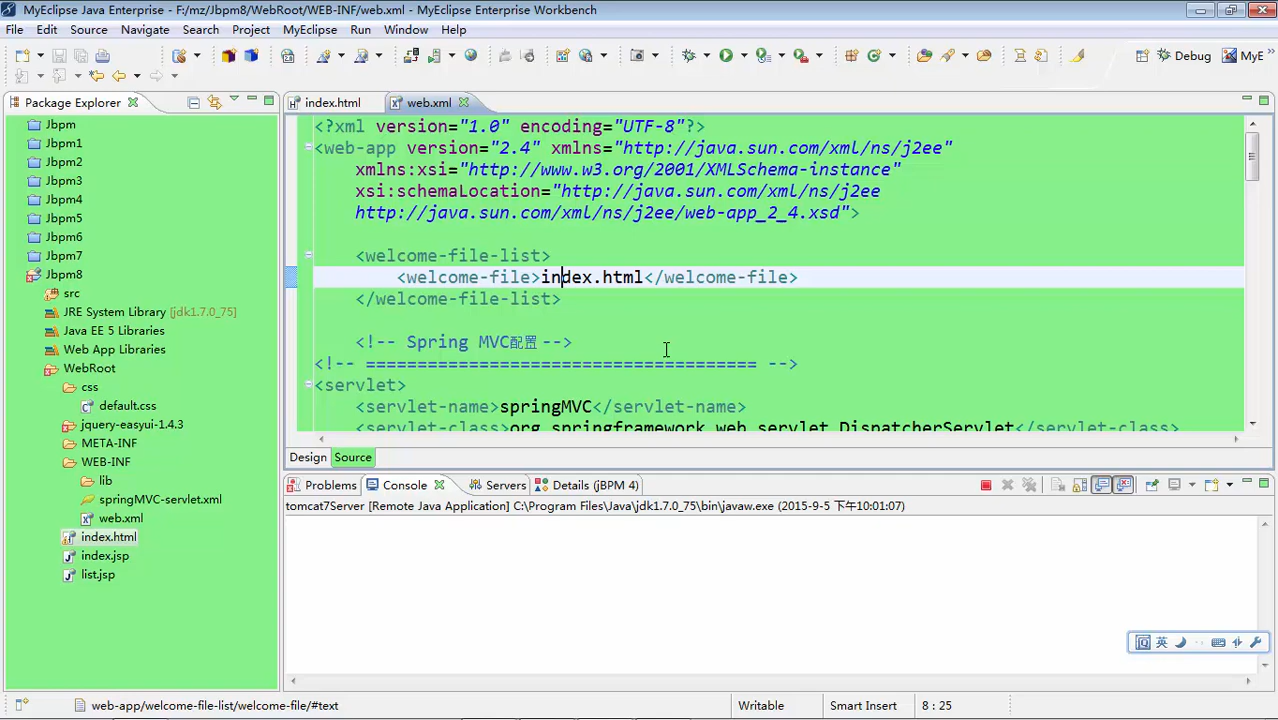 MyEclipse Java Enterprise - F:/mz/Jbpm8/WebRoot/WEB-INF/web.xml - MyEclipse Enterprise Workbench
File Edit Source Navigate Search Project MyEclipse Run Window Help
Debug MyE
Package Explorer
index.html
web.xml
Jbpm
Jbpm1
Jbpm2
Jbpm3
Jbpm4
Jbpm5
Jbpm6
Jbpm7
Jbpm8
src
JRE System Library [jdk1.7.0_75]
Java EE 5 Libraries
Web App Libraries
WebRoot
css
default.css
jquery-easyui-1.4.3
META-INF
WEB-INF
lib
springMVC-servlet.xml
web.xml
index.html
index.jsp
list.jsp
<?xml version="1.0" encoding="UTF-8"?>
<web-app version="2.4" xmlns="http://java.sun.com/xml/ns/j2ee"
xmlns:xsi="http://www.w3.org/2001/XMLSchema-instance"
xsi:schemaLocation="http://java.sun.com/xml/ns/j2ee
http://java.sun.com/xml/ns/j2ee/web-app_2_4.xsd">
<welcome-file-list>
<welcome-file>index.html</welcome-file>
</welcome-file-list>
<!-- Spring MVC配置 -->
<!-- ====================================== -->
<servlet>
<servlet-name>springMVC</servlet-name>
<servlet-class>org.springframework.web.servlet.DispatcherServlet</servlet-class>
Design Source
Problems Console Servers Details (jBPM 4)
tomcat7Server [Remote Java Application] C:\Program Files\Java\jdk1.7.0_75\bin\javaw.exe (2015-9-5 下午10:01:07)
英
web-app/welcome-file-list/welcome-file/#text
Writable
Smart Insert
8 : 25